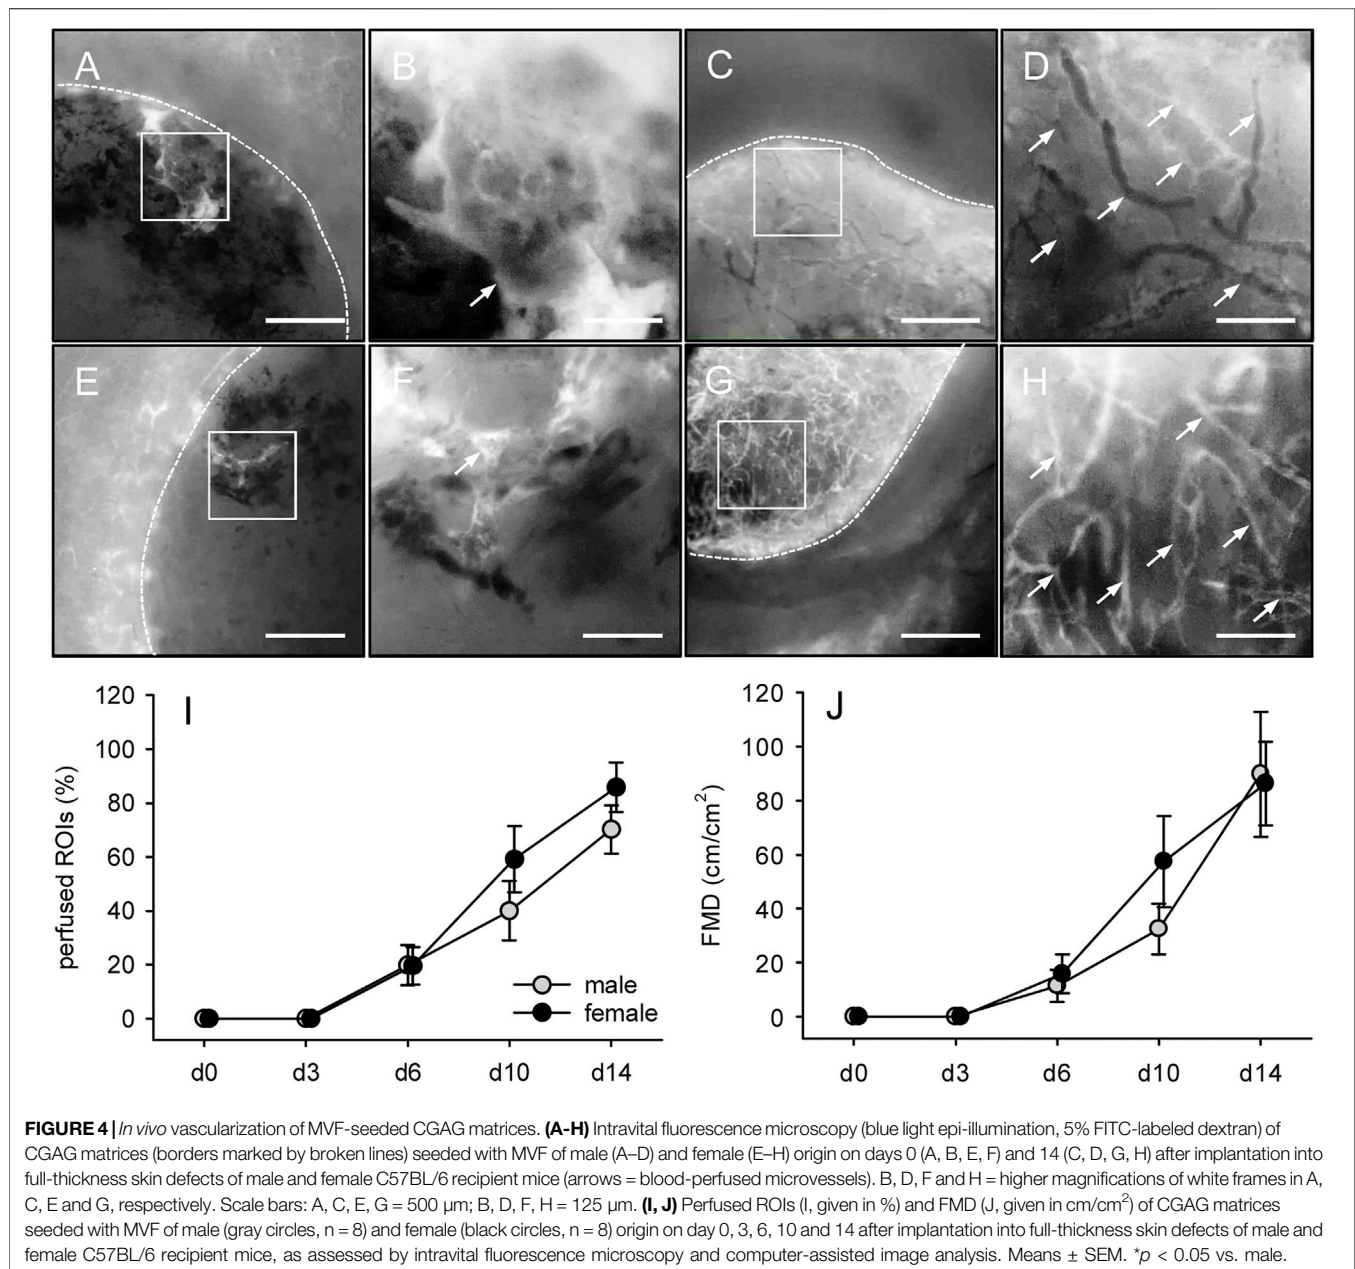 A
B
C
D
E
F
G
H
I
120
100
80
60
40
20
0
perfused ROIs (%)
male
female
d0 d3 d6 d10 d14
J
120
100
80
60
40
20
0
FMD (cm/cm²)
d0 d3 d6 d10 d14
FIGURE 4 | In vivo vascularization of MVF-seeded CGAG matrices. (A-H) Intravital fluorescence microscopy (blue light epi-illumination, 5% FITC-labeled dextran) of
CGAG matrices (borders marked by broken lines) seeded with MVF of male (A–D) and female (E–H) origin on days 0 (A, B, E, F) and 14 (C, D, G, H) after implantation into
full-thickness skin defects of male and female C57BL/6 recipient mice (arrows = blood-perfused microvessels). B, D, F and H = higher magnifications of white frames in A,
C, E and G, respectively. Scale bars: A, C, E, G = 500 µm; B, D, F, H = 125 µm. (I, J) Perfused ROIs (I, given in %) and FMD (J, given in cm/cm²) of CGAG matrices
seeded with MVF of male (gray circles, n = 8) and female (black circles, n = 8) origin on day 0, 3, 6, 10 and 14 after implantation into full-thickness skin defects of male and
female C57BL/6 recipient mice, as assessed by intravital fluorescence microscopy and computer-assisted image analysis. Means ± SEM. *p < 0.05 vs. male.